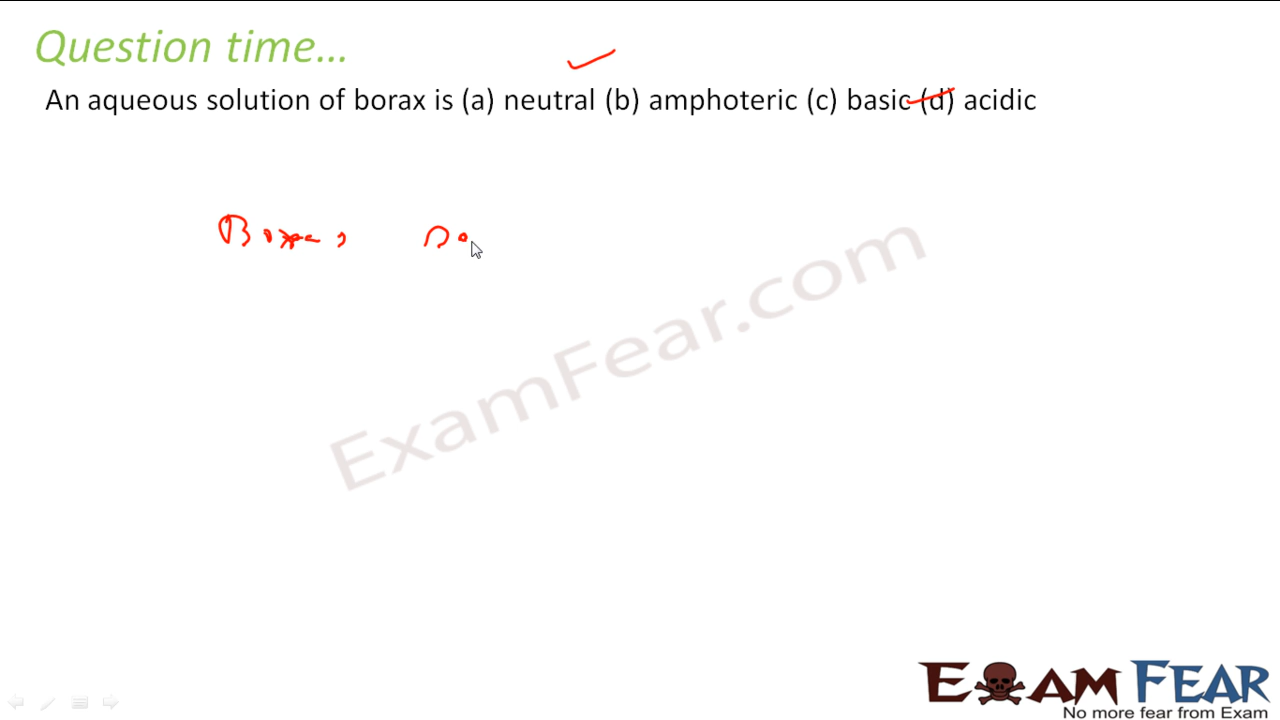 Question time...
An aqueous solution of borax is (a) neutral (b) amphoteric (c) basic (d) acidic
ExamFear.com
EXAM FEAR
No more fear from Exam